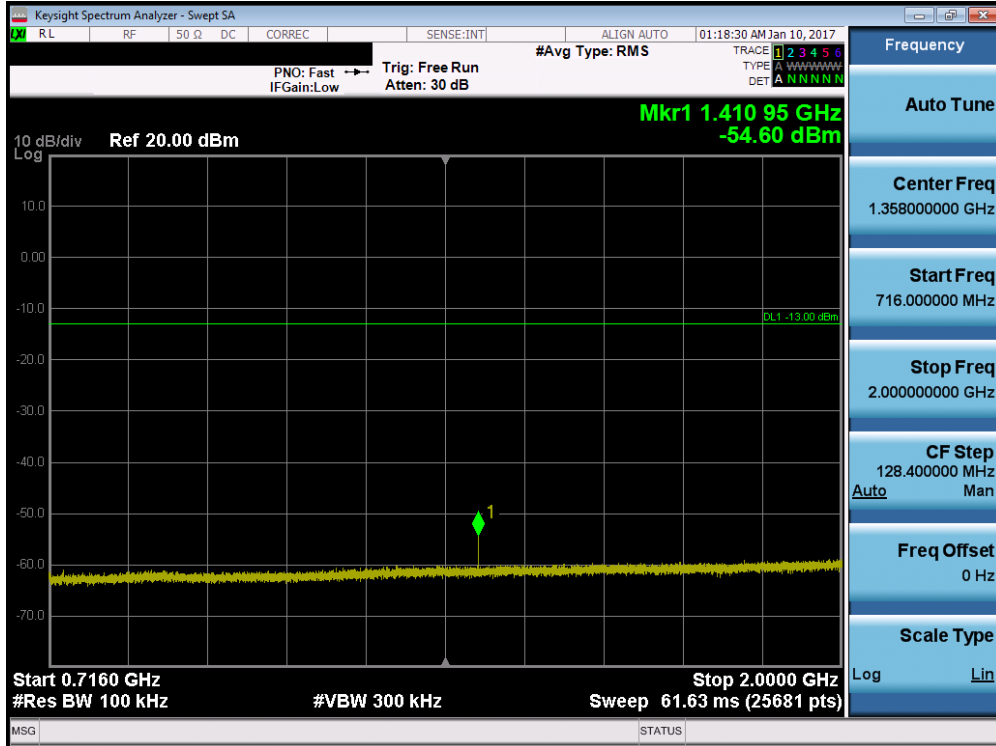 Keysight Spectrum Analyzer - Swept SA
LXI RL RF 50 Ω DC CORREC SENSE:INT ALIGN AUTO 01:18:30 AM Jan 10, 2017
#Avg Type: RMS
TRACE 1 2 3 4 5 6
PNO: Fast Trig: Free Run
TYPE A WWWWW
IFGain:Low Atten: 30 dB
DET A N N N N N
Mkr1 1.410 95 GHz
-54.60 dBm
10 dB/div Ref 20.00 dBm
Log
10.0
0.00
-10.0
DL1 -13.00 dBm
-20.0
-30.0
-40.0
-50.0
1
-60.0
-70.0
Start 0.7160 GHz Stop 2.0000 GHz
#Res BW 100 kHz #VBW 300 kHz Sweep 61.63 ms (25681 pts)
MSG STATUS
Frequency
Auto Tune
Center Freq
1.358000000 GHz
Start Freq
716.000000 MHz
Stop Freq
2.000000000 GHz
CF Step
128.400000 MHz
Auto Man
Freq Offset
0 Hz
Scale Type
Log Lin